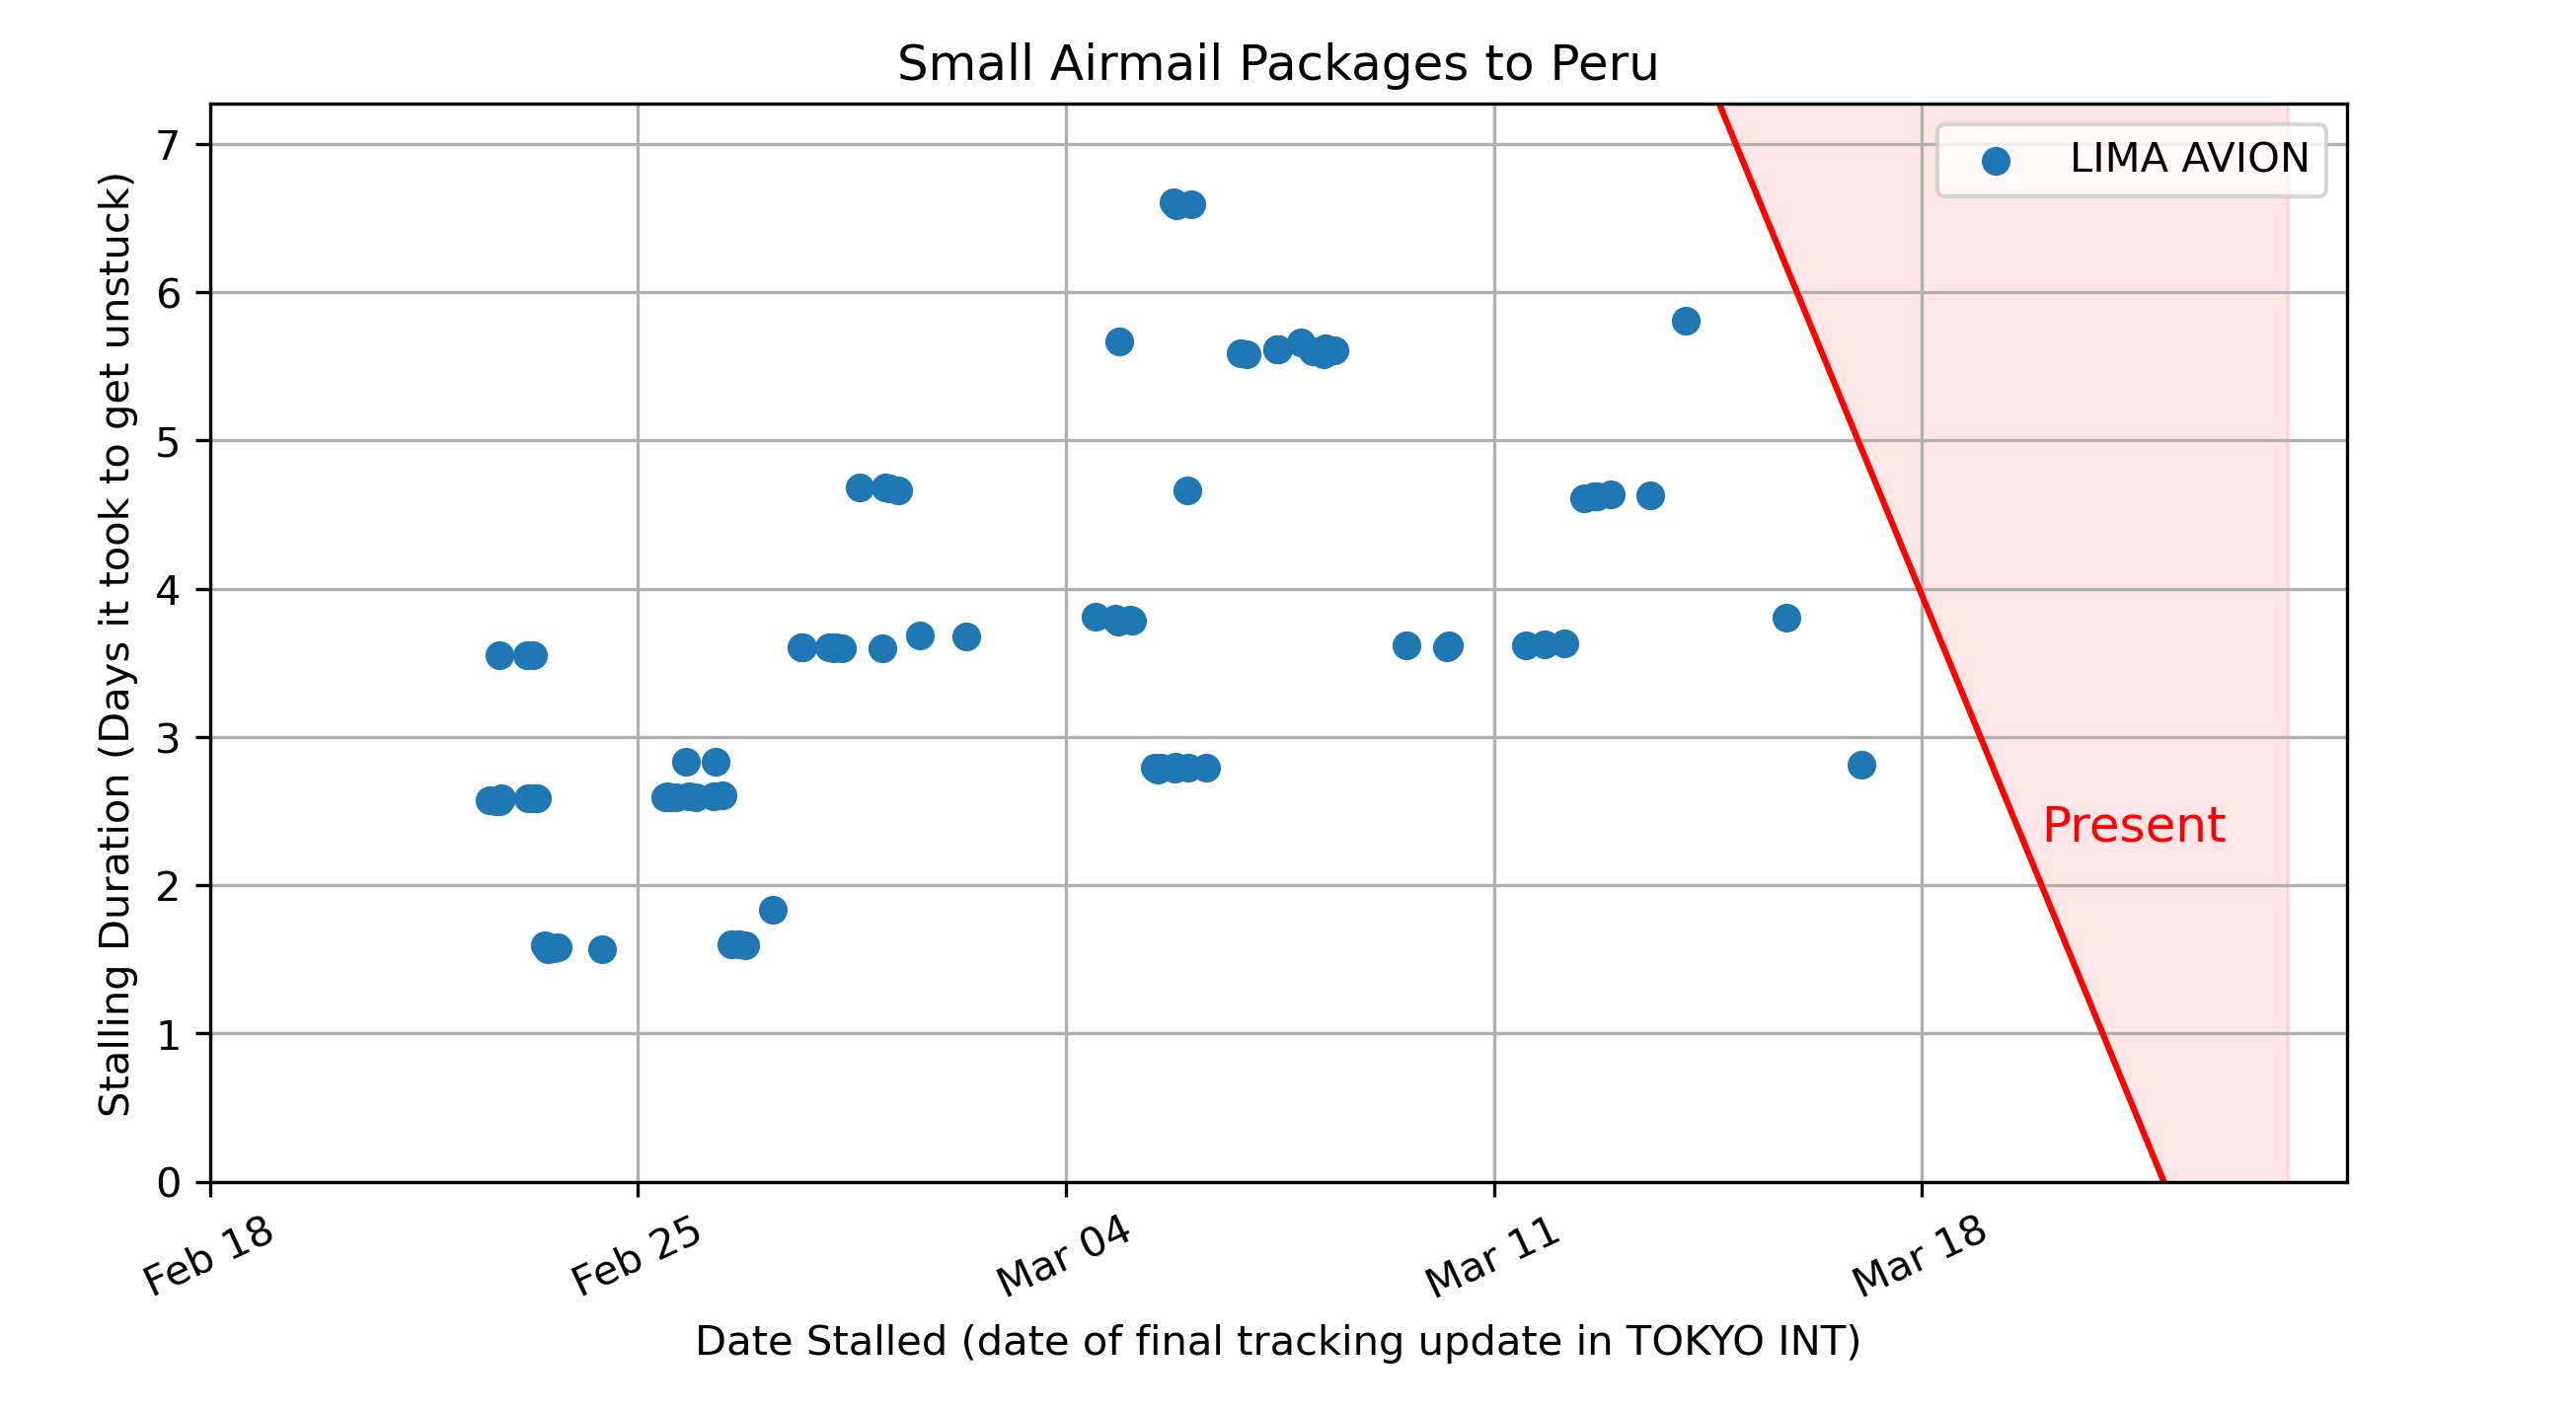 Small Airmail Packages to Peru
Stalling Duration (Days it took to get unstuck)
7
6
5
4
3
2
1
0
LIMA AVION
Present
Feb 18
Feb 25
Mar 04
Mar 11
Mar 18
Date Stalled (date of final tracking update in TOKYO INT)